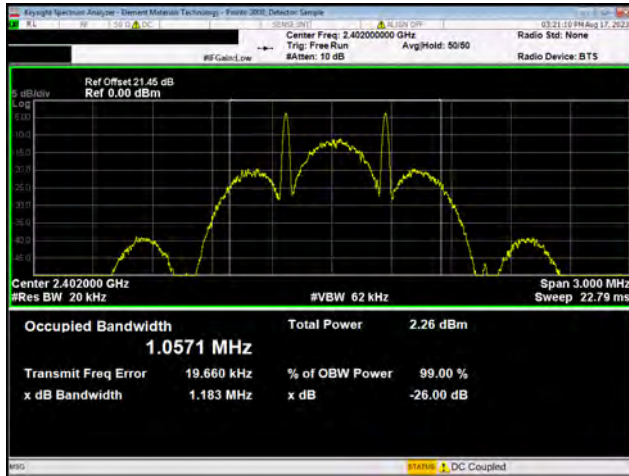 Keysight Spectrum Analyzer - Element Materials Technology - Pronto 3000, Detector: Sample
RL RF 50 Ω DC SENSE:INT ALIGN OFF 03:21:10 PM Aug 17, 2023
Center Freq: 2.402000000 GHz Radio Std: None
Trig: Free Run Avg|Hold: 50/50
#IFGain:Low #Atten: 10 dB Radio Device: BTS
Ref Offset 21.45 dB
5 dB/div Ref 0.00 dBm
Log
Center 2.402000 GHz Span 3.000 MHz
#Res BW 20 kHz #VBW 62 kHz Sweep 22.79 ms
Occupied Bandwidth Total Power 2.26 dBm
1.0571 MHz
Transmit Freq Error 19.660 kHz % of OBW Power 99.00 %
x dB Bandwidth 1.183 MHz x dB -26.00 dB
MSG STATUS DC Coupled